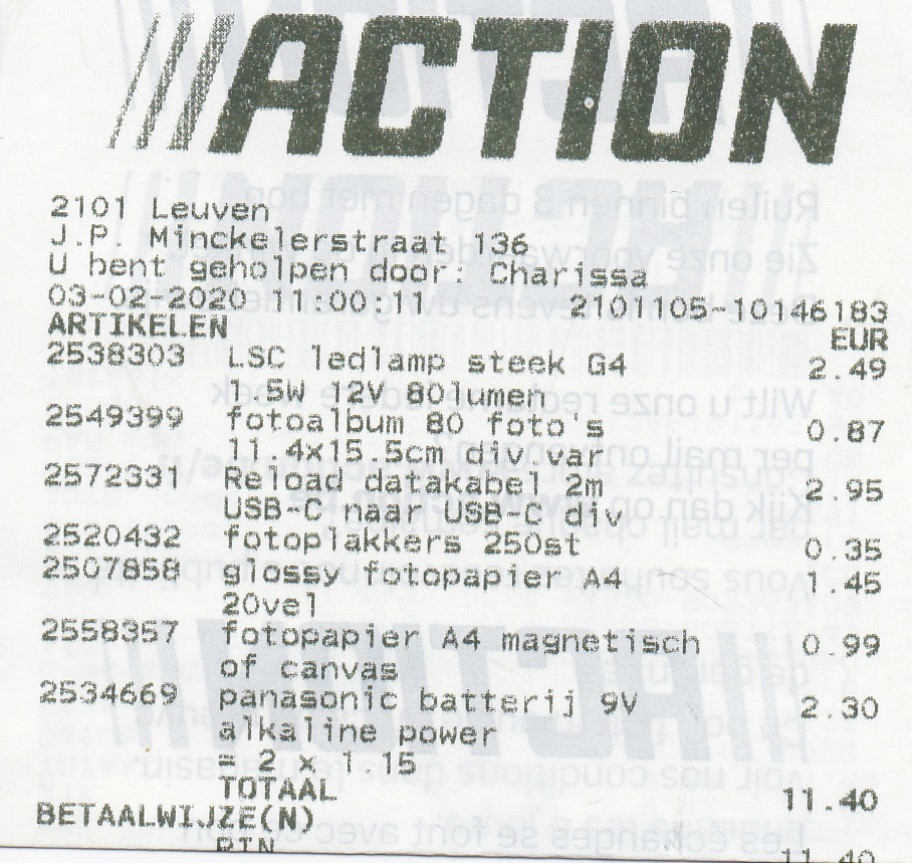 ACTION
2101 Leuven
J.P. Minckelerstraat 136
U bent geholpen door: Charissa
03-02-2020 11:00:11 2101105-10146183
ARTIKELEN EUR
2538303 LSC ledlamp steek G4 2.49
1 5W 12V 80lumen
2549399 fotoalbum 80 foto's 0.87
11.4x15.5cm div.var
2572331 Reload datakabel 2m 2.95
USB-C naar USB-C div
2520432 fotoplakkers 250st 0.35
2507858 glossy fotopapier A4 1.45
20vel
2558357 fotopapier A4 magnetisch 0.99
of canvas
2534669 panasonic batterij 9V 2.30
alkaline power
= 2 x 1.15
TOTAAL 11.40
BETAALWIJZE(N)
PIN 11.40